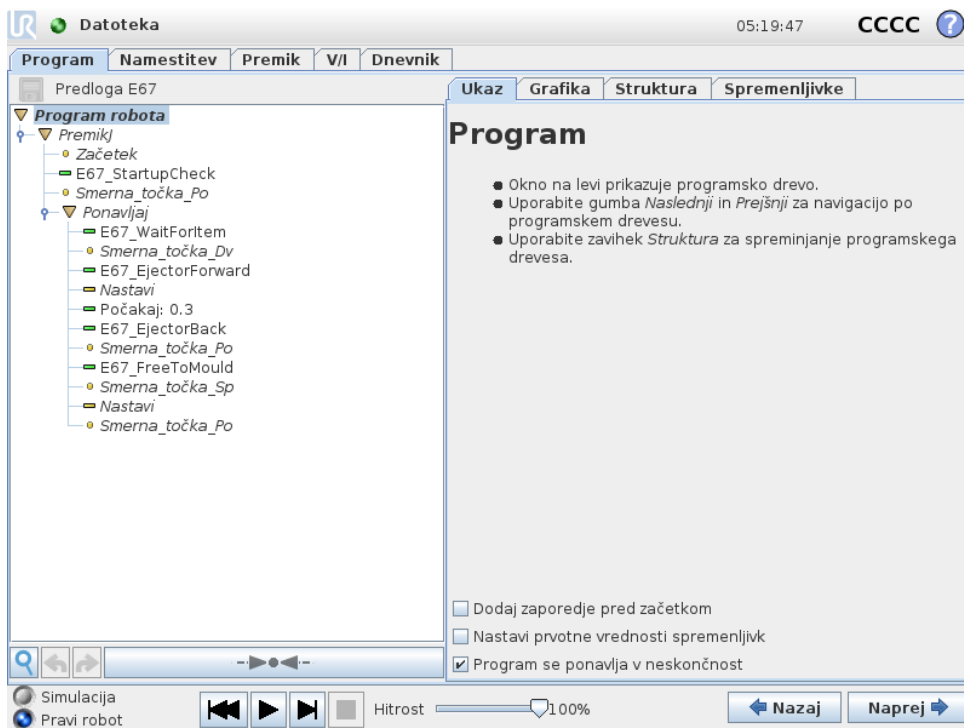 UR Datoteka 05:19:47 CCCC ?
Program Namestitev Premik V/I Dnevnik
Predloga E67
Program robota
PremikJ
Začetek
E67_StartupCheck
Smerna_točka_Po
Ponavljaj
E67_WaitForItem
Smerna_točka_Dv
E67_EjectorForward
Nastavi
Počakaj: 0.3
E67_EjectorBack
Smerna_točka_Po
E67_FreeToMould
Smerna_točka_Sp
Nastavi
Smerna_točka_Po
Ukaz Grafika Struktura Spremenljivke
Program
Okno na levi prikazuje programsko drevo.
Uporabite gumba Naslednji in Prejšnji za navigacijo po
programskem drevesu.
Uporabite zavihek Struktura za spreminjanje programskega
drevesa.
Dodaj zaporedje pred začetkom
Nastavi prvotne vrednosti spremenljivk
Program se ponavlja v neskončnost
Simulacija
Pravi robot
Hitrost 100%
Nazaj Naprej